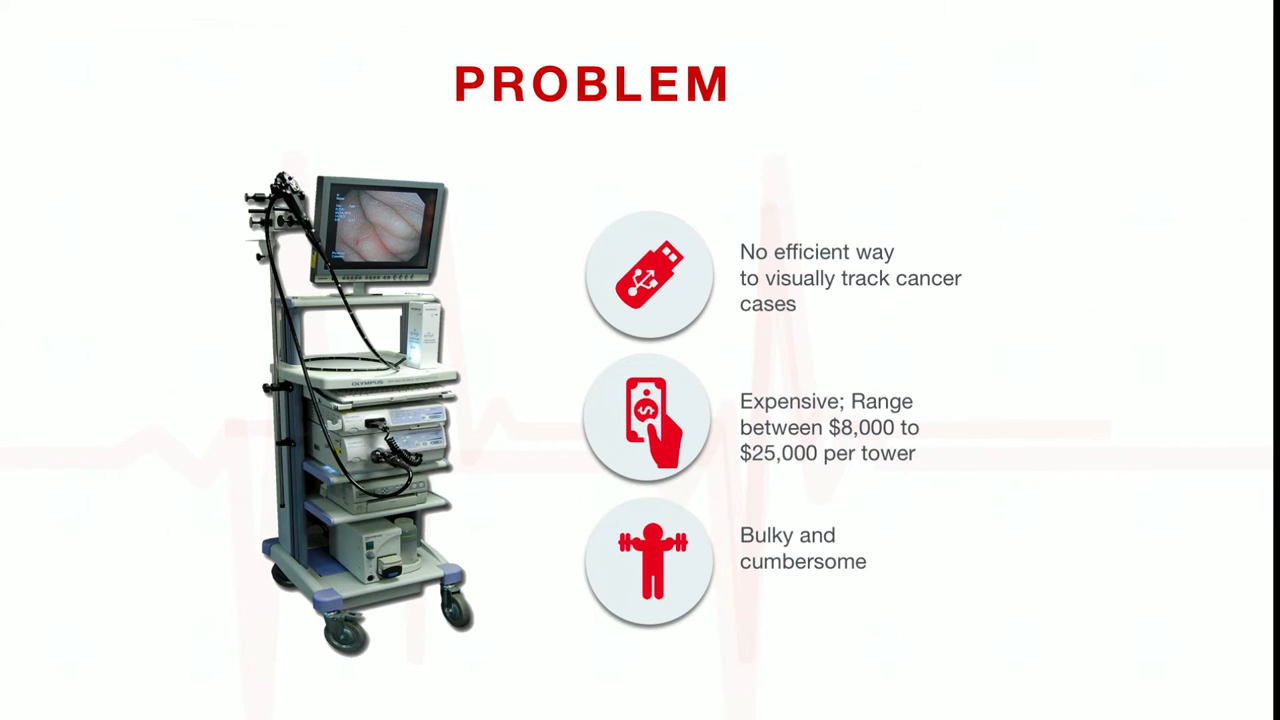 PROBLEM
No efficient way
to visually track cancer
cases
OLYMPUS
Expensive; Range
between $8,000 to
$25,000 per tower
Bulky and
cumbersome